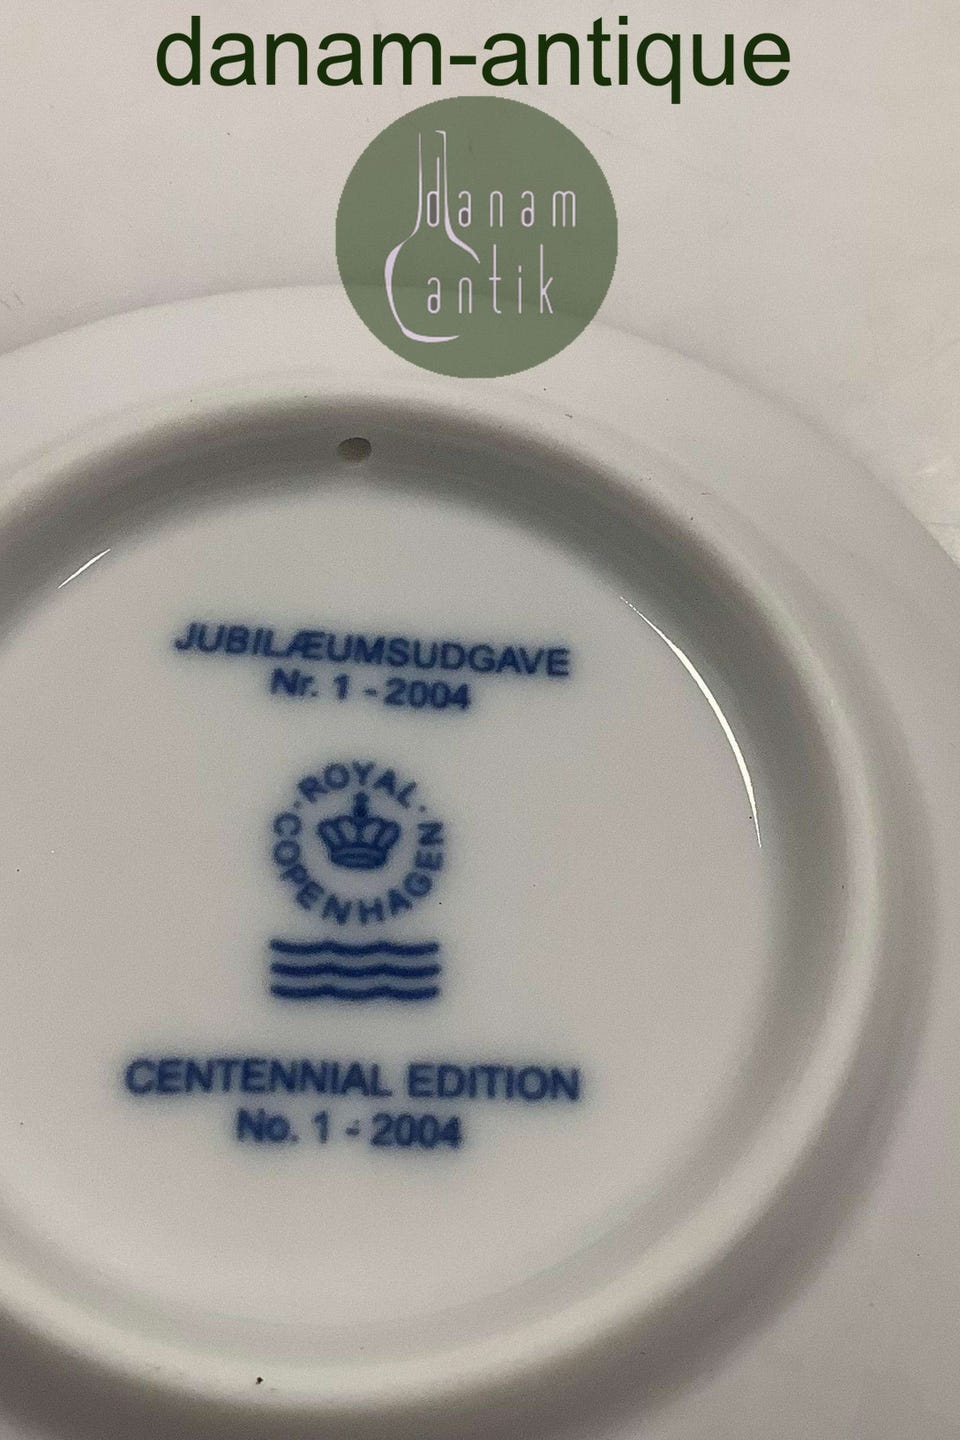 danam-antique
danam
antik
JUBILÆUMSUDGAVE
Nr. 1 - 2004
ROYAL
COPENHAGEN
CENTENNIAL EDITION
No. 1 - 2004